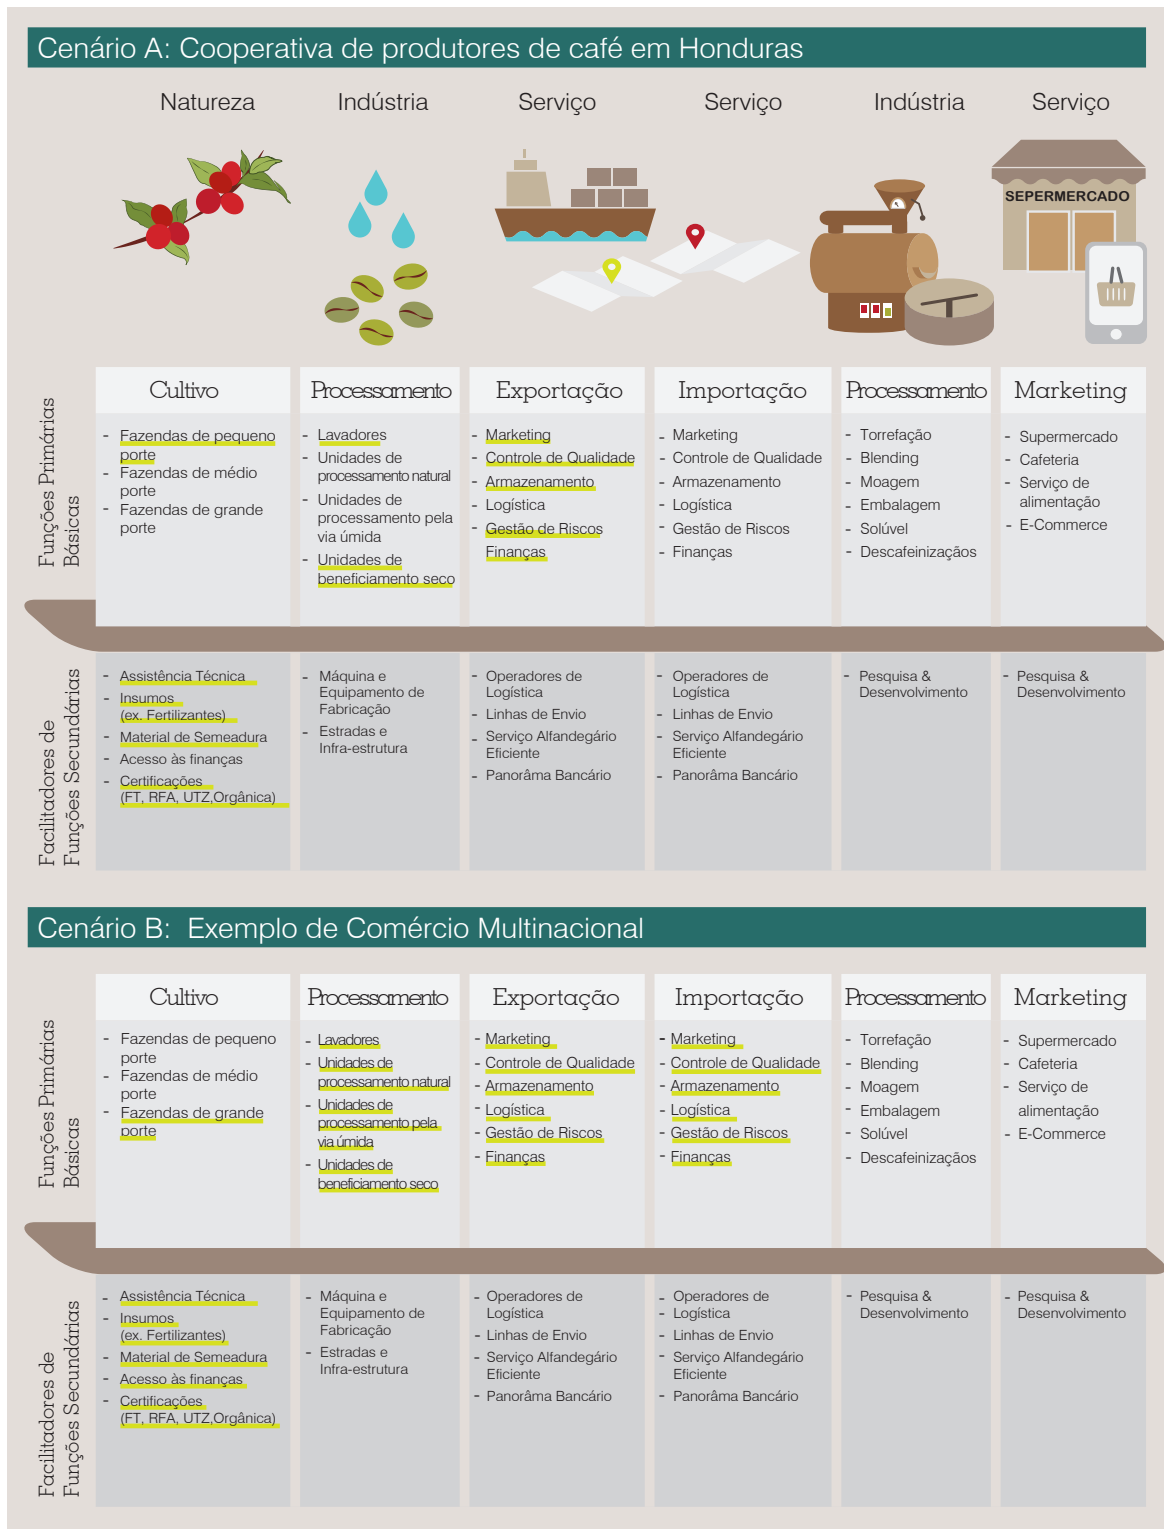 Cenário A: Cooperativa de produtores de café em Honduras
Natureza
Indústria
Serviço
Serviço
Indústria
Serviço
SEPERMERCADO
Funções Primárias
Básicas
Cultivo
- Fazendas de pequeno
porte
- Fazendas de médio
porte
- Fazendas de grande
porte
Processamento
- Lavadores
- Unidades de
processamento natural
- Unidades de
processamento pela
via úmida
- Unidades de
beneficiamento seco
Exportação
- Marketing
- Controle de Qualidade
- Armazenamento
- Logística
- Gestão de Riscos
Finanças
Importação
- Marketing
- Controle de Qualidade
- Armazenamento
- Logística
- Gestão de Riscos
- Finanças
Processamento
- Torrefação
- Blending
- Moagem
- Embalagem
- Solúvel
- Descafeinizaçãos
Marketing
- Supermercado
- Cafeteria
- Serviço de
alimentação
- E-Commerce
Facilitadores de
Funções Secundárias
- Assistência Técnica
- Insumos
(ex. Fertilizantes)
- Material de Semeadura
- Acesso às finanças
- Certificações
(FT, RFA, UTZ,Orgânica)
- Máquina e
Equipamento de
Fabricação
- Estradas e
Infra-estrutura
- Operadores de
Logística
- Linhas de Envio
- Serviço Alfandegário
Eficiente
- Panorâma Bancário
- Operadores de
Logística
- Linhas de Envio
- Serviço Alfandegário
Eficiente
- Panorâma Bancário
- Pesquisa &
Desenvolvimento
- Pesquisa &
Desenvolvimento
Cenário B: Exemplo de Comércio Multinacional
Funções Primárias
Básicas
Cultivo
- Fazendas de pequeno
porte
- Fazendas de médio
porte
- Fazendas de grande
porte
Processamento
- Lavadores
- Unidades de
processamento natural
- Unidades de
processamento pela
via úmida
- Unidades de
beneficiamento seco
Exportação
- Marketing
- Controle de Qualidade
- Armazenamento
- Logística
- Gestão de Riscos
- Finanças
Importação
- Marketing
- Controle de Qualidade
- Armazenamento
- Logística
- Gestão de Riscos
- Finanças
Processamento
- Torrefação
- Blending
- Moagem
- Embalagem
- Solúvel
- Descafeinizaçãos
Marketing
- Supermercado
- Cafeteria
- Serviço de
alimentação
- E-Commerce
Facilitadores de
Funções Secundárias
- Assistência Técnica
- Insumos
(ex. Fertilizantes)
- Material de Semeadura
- Acesso às finanças
- Certificações
(FT, RFA, UTZ,Orgânica)
- Máquina e
Equipamento de
Fabricação
- Estradas e
Infra-estrutura
- Operadores de
Logística
- Linhas de Envio
- Serviço Alfandegário
Eficiente
- Panorâma Bancário
- Operadores de
- Logística
- Linhas de Envio
- Serviço Alfandegário
Eficiente
- Panorâma Bancário
- Pesquisa &
Desenvolvimento
- Pesquisa &
Desenvolvimento